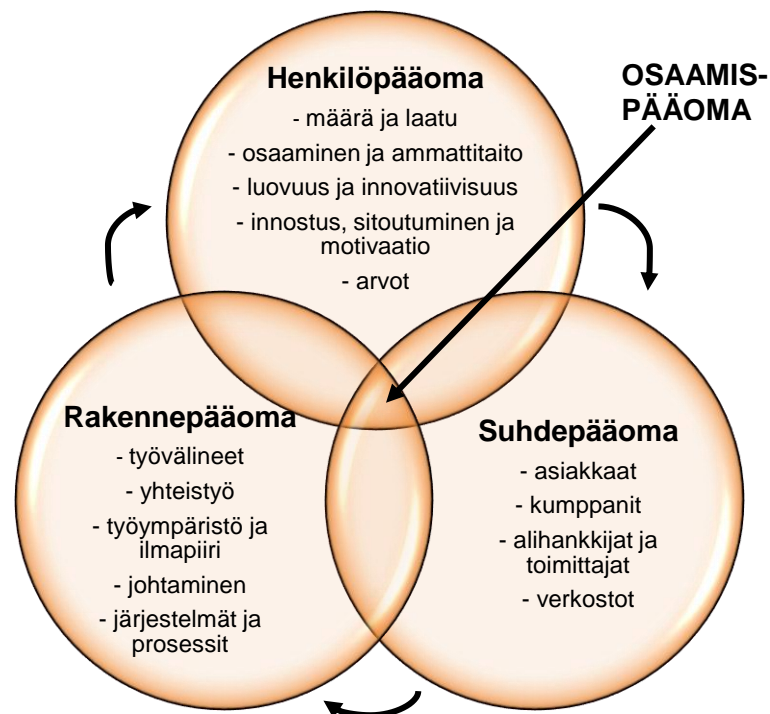 Henkilöpääoma
- määrä ja laatu
- osaaminen ja ammattitaito
- luovuus ja innovatiivisuus
- innostus, sitoutuminen ja
motivaatio
- arvot
OSAAMIS-
PÄÄOMA
Rakennepääoma
- työvälineet
- yhteistyö
- työympäristö ja
ilmapiiri
- johtaminen
- järjestelmät ja
prosessit
Suhdepääoma
- asiakkaat
- kumppanit
- alihankkijat ja
toimittajat
- verkostot